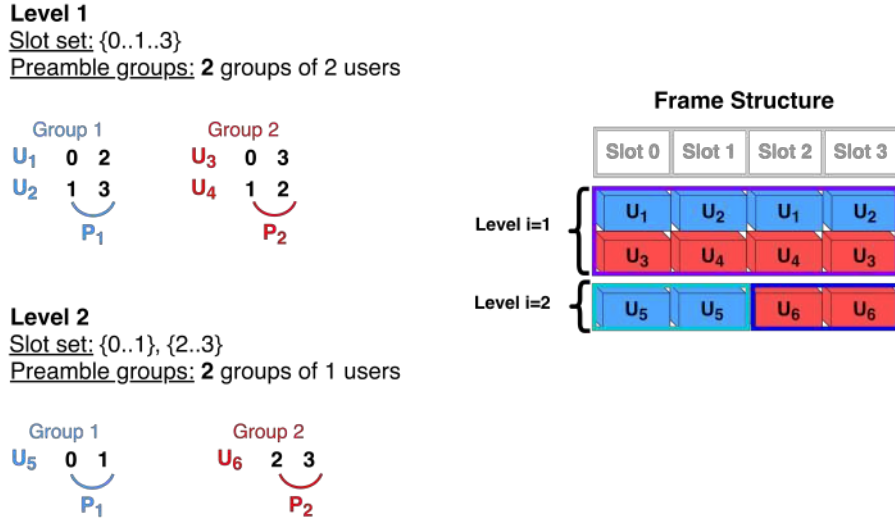 Level 1
Slot set: {0..1..3}
Preamble groups: 2 groups of 2 users
Group 1
U1 0 2
U2 1 3
P1
Group 2
U3 0 3
U4 1 2
P2
Level 2
Slot set: {0..1}, {2..3}
Preamble groups: 2 groups of 1 users
Group 1
U5 0 1
P1
Group 2
U6 2 3
P2
Frame Structure
Slot 0 Slot 1 Slot 2 Slot 3
Level i=1
U1 U2 U1 U2
U3 U4 U4 U3
Level i=2
U5 U5 U6 U6